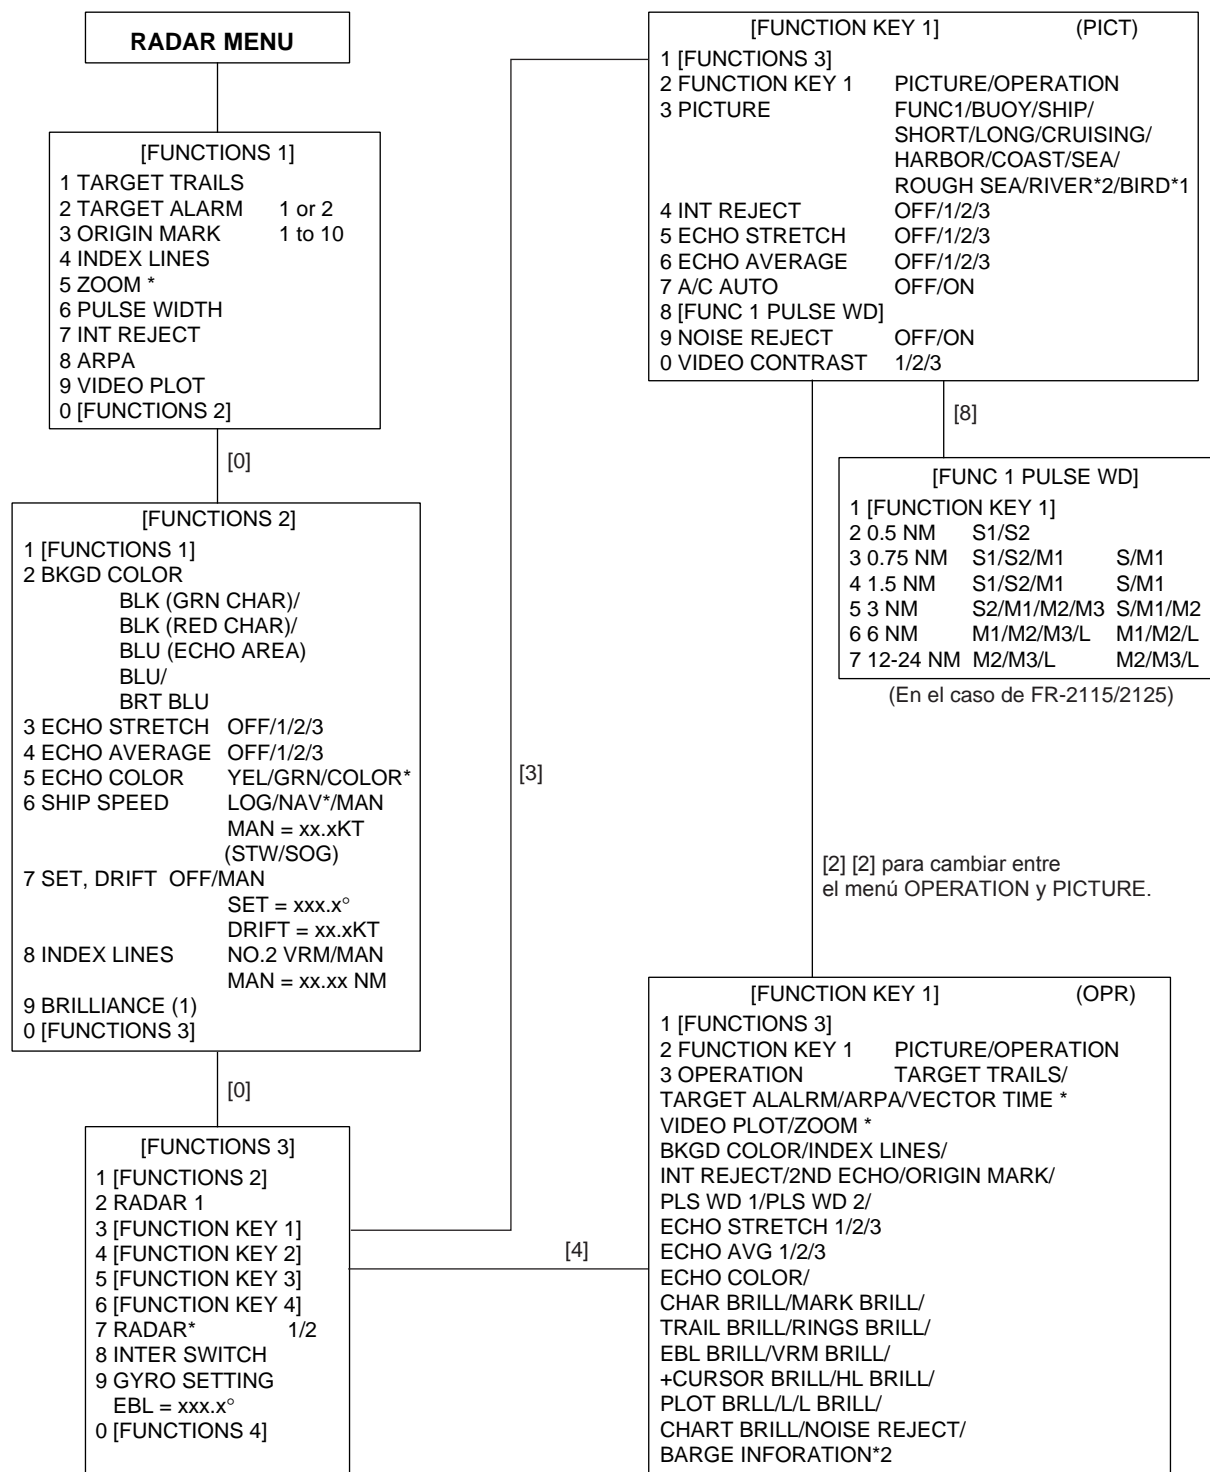 RADAR MENU
[FUNCTIONS 1]
1 TARGET TRAILS
2 TARGET ALARM 1 or 2
3 ORIGIN MARK 1 to 10
4 INDEX LINES
5 ZOOM *
6 PULSE WIDTH
7 INT REJECT
8 ARPA
9 VIDEO PLOT
0 [FUNCTIONS 2]
[0]
[FUNCTIONS 2]
1 [FUNCTIONS 1]
2 BKGD COLOR
BLK (GRN CHAR)/
BLK (RED CHAR)/
BLU (ECHO AREA)
BLU/
BRT BLU
3 ECHO STRETCH OFF/1/2/3
4 ECHO AVERAGE OFF/1/2/3
5 ECHO COLOR YEL/GRN/COLOR*
6 SHIP SPEED LOG/NAV*/MAN
MAN = xx.xKT
(STW/SOG)
7 SET, DRIFT OFF/MAN
SET = xxx.x°
DRIFT = xx.xKT
8 INDEX LINES NO.2 VRM/MAN
MAN = xx.xx NM
9 BRILLIANCE (1)
0 [FUNCTIONS 3]
[0]
[FUNCTIONS 3]
1 [FUNCTIONS 2]
2 RADAR 1
3 [FUNCTION KEY 1]
4 [FUNCTION KEY 2]
5 [FUNCTION KEY 3]
6 [FUNCTION KEY 4]
7 RADAR* 1/2
8 INTER SWITCH
9 GYRO SETTING
EBL = xxx.x°
0 [FUNCTIONS 4]
[3]
[4]
[FUNCTION KEY 1] (PICT)
1 [FUNCTIONS 3]
2 FUNCTION KEY 1 PICTURE/OPERATION
3 PICTURE FUNC1/BUOY/SHIP/
SHORT/LONG/CRUISING/
HARBOR/COAST/SEA/
ROUGH SEA/RIVER*2/BIRD*1
4 INT REJECT OFF/1/2/3
5 ECHO STRETCH OFF/1/2/3
6 ECHO AVERAGE OFF/1/2/3
7 A/C AUTO OFF/ON
8 [FUNC 1 PULSE WD]
9 NOISE REJECT OFF/ON
0 VIDEO CONTRAST 1/2/3
[8]
[FUNC 1 PULSE WD]
1 [FUNCTION KEY 1]
2 0.5 NM S1/S2
3 0.75 NM S1/S2/M1 S/M1
4 1.5 NM S1/S2/M1 S/M1
5 3 NM S2/M1/M2/M3 S/M1/M2
6 6 NM M1/M2/M3/L M1/M2/L
7 12-24 NM M2/M3/L M2/M3/L
(En el caso de FR-2115/2125)
[2] [2] para cambiar entre
el menú OPERATION y PICTURE.
[FUNCTION KEY 1] (OPR)
1 [FUNCTIONS 3]
2 FUNCTION KEY 1 PICTURE/OPERATION
3 OPERATION TARGET TRAILS/
TARGET ALALRM/ARPA/VECTOR TIME *
VIDEO PLOT/ZOOM *
BKGD COLOR/INDEX LINES/
INT REJECT/2ND ECHO/ORIGIN MARK/
PLS WD 1/PLS WD 2/
ECHO STRETCH 1/2/3
ECHO AVG 1/2/3
ECHO COLOR/
CHAR BRILL/MARK BRILL/
TRAIL BRILL/RINGS BRILL/
EBL BRILL/VRM BRILL/
+CURSOR BRILL/HL BRILL/
PLOT BRLL/L/L BRILL/
CHART BRILL/NOISE REJECT/
BARGE INFORATION*2